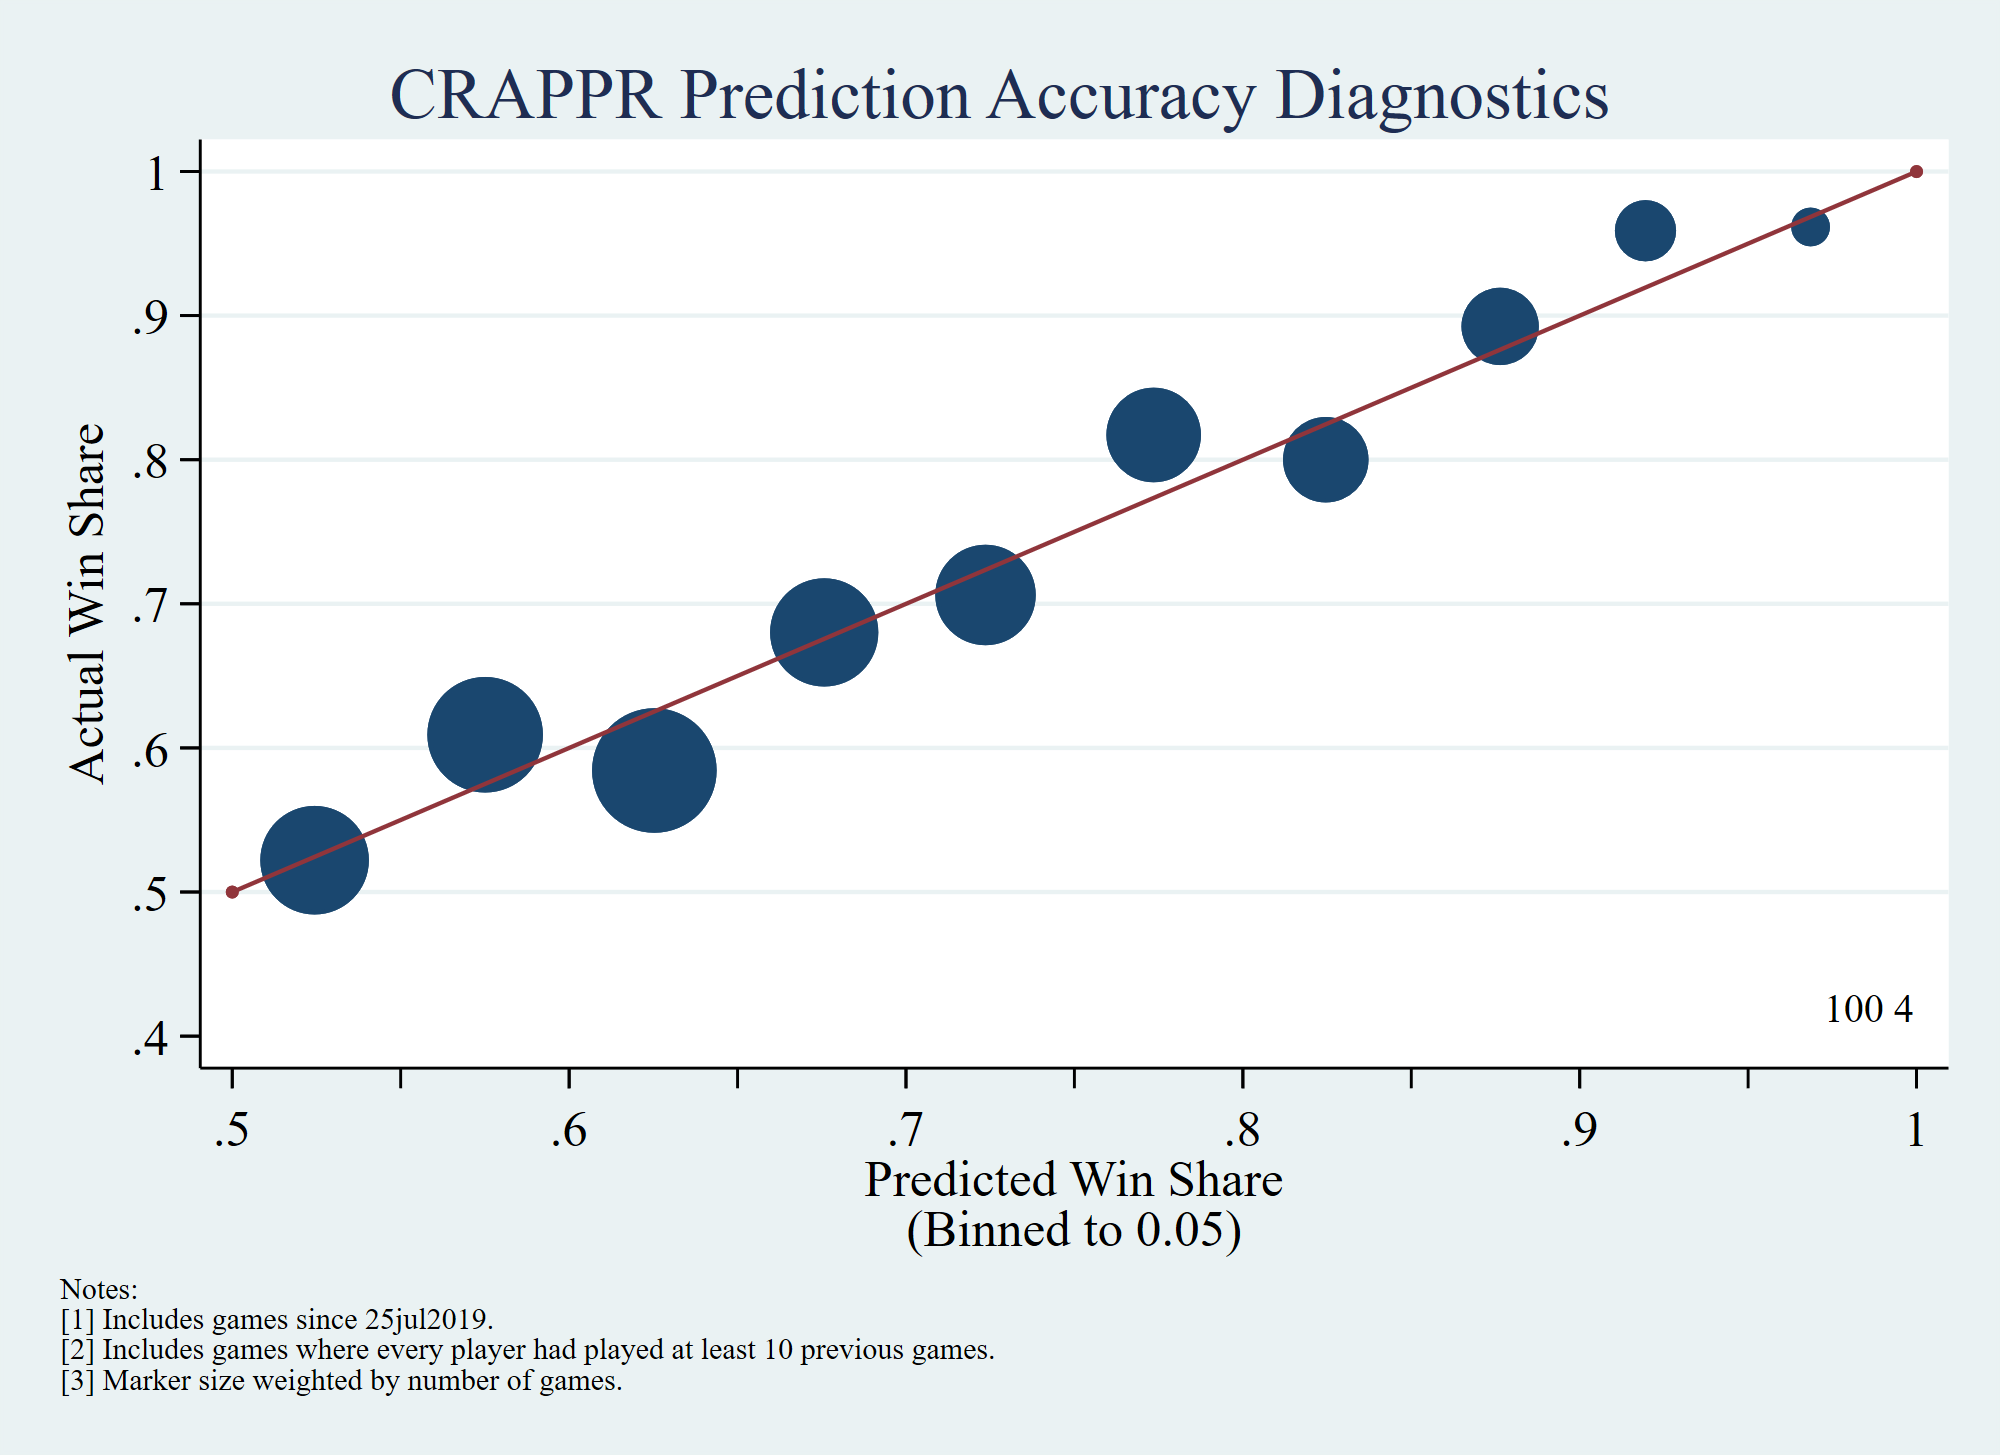 CRAPPR Prediction Accuracy Diagnostics
1
.9
.8
.7
.6
.5
.4
Actual Win Share
100 4
.5 .6 .7 .8 .9 1
Predicted Win Share
(Binned to 0.05)
Notes:
[1] Includes games since 25jul2019.
[2] Includes games where every player had played at least 10 previous games.
[3] Marker size weighted by number of games.